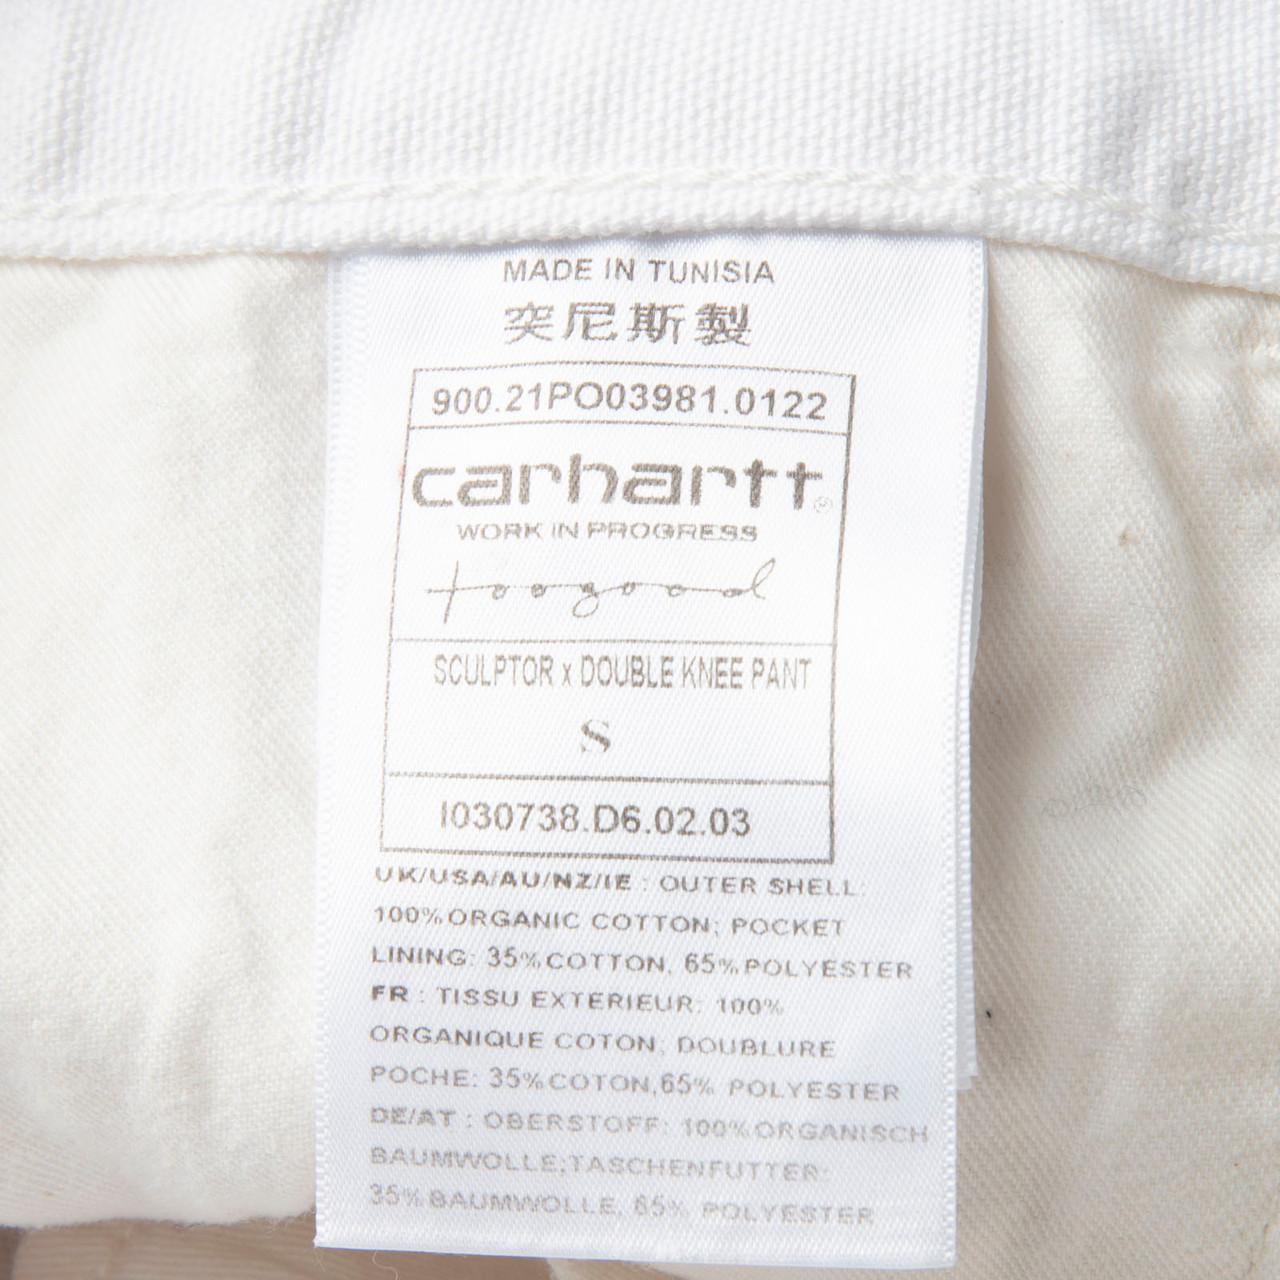 MADE IN TUNISIA
突尼斯製
900.21PO03981.0122
carhartt®
WORK IN PROGRESS
toogood
SCULPTOR x DOUBLE KNEE PANT
S
I030738.D6.02.03
UK/USA/AU/NZ/IE : OUTER SHELL:
100% ORGANIC COTTON; POCKET
LINING: 35% COTTON, 65% POLYESTER
FR : TISSU EXTERIEUR: 100%
ORGANIQUE COTON; DOUBLURE
POCHE: 35% COTON,65% POLYESTER
DE/AT : OBERSTOFF: 100% ORGANISCH
BAUMWOLLE;TASCHENFUTTER:
35% BAUMWOLLE, 65% POLYESTER